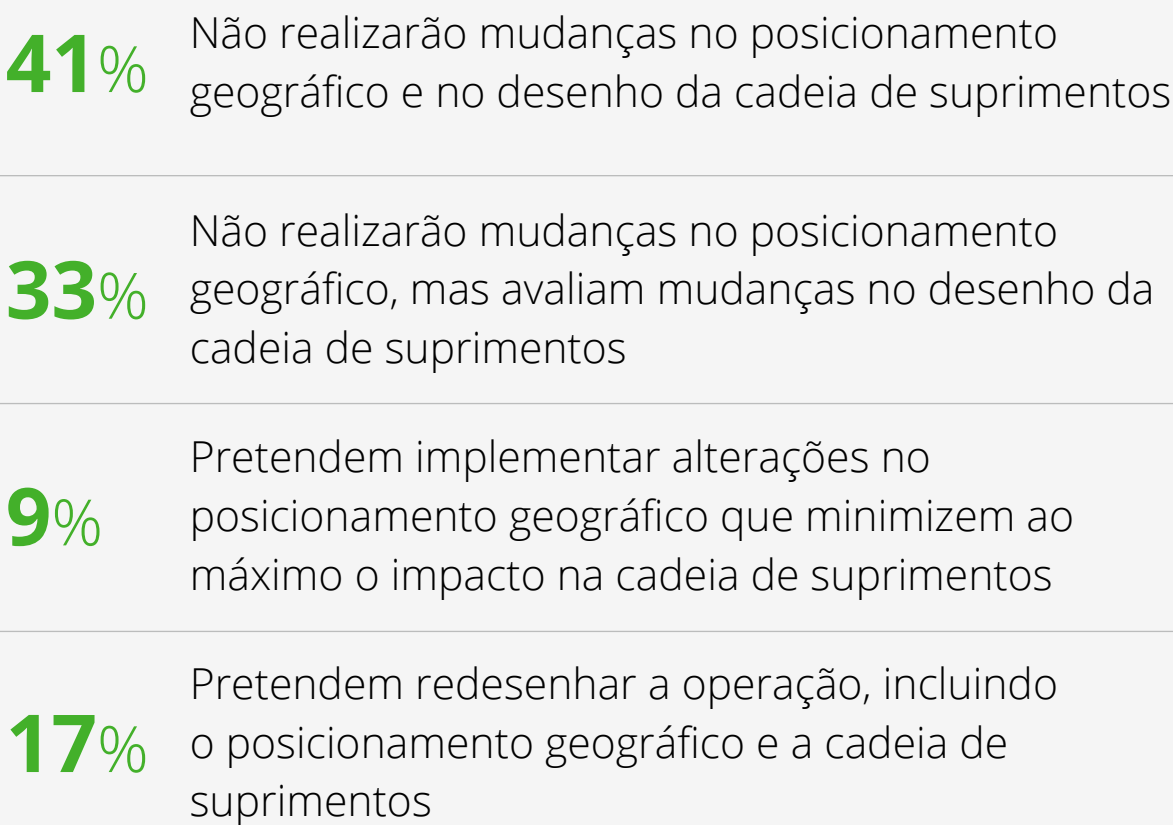 41%
Não realizarão mudanças no posicionamento
geográfico e no desenho da cadeia de suprimentos
33%
Não realizarão mudanças no posicionamento
geográfico, mas avaliam mudanças no desenho da
cadeia de suprimentos
9%
Pretendem implementar alterações no
posicionamento geográfico que minimizem ao
máximo o impacto na cadeia de suprimentos
17%
Pretendem redesenhar a operação, incluindo
o posicionamento geográfico e a cadeia de
suprimentos